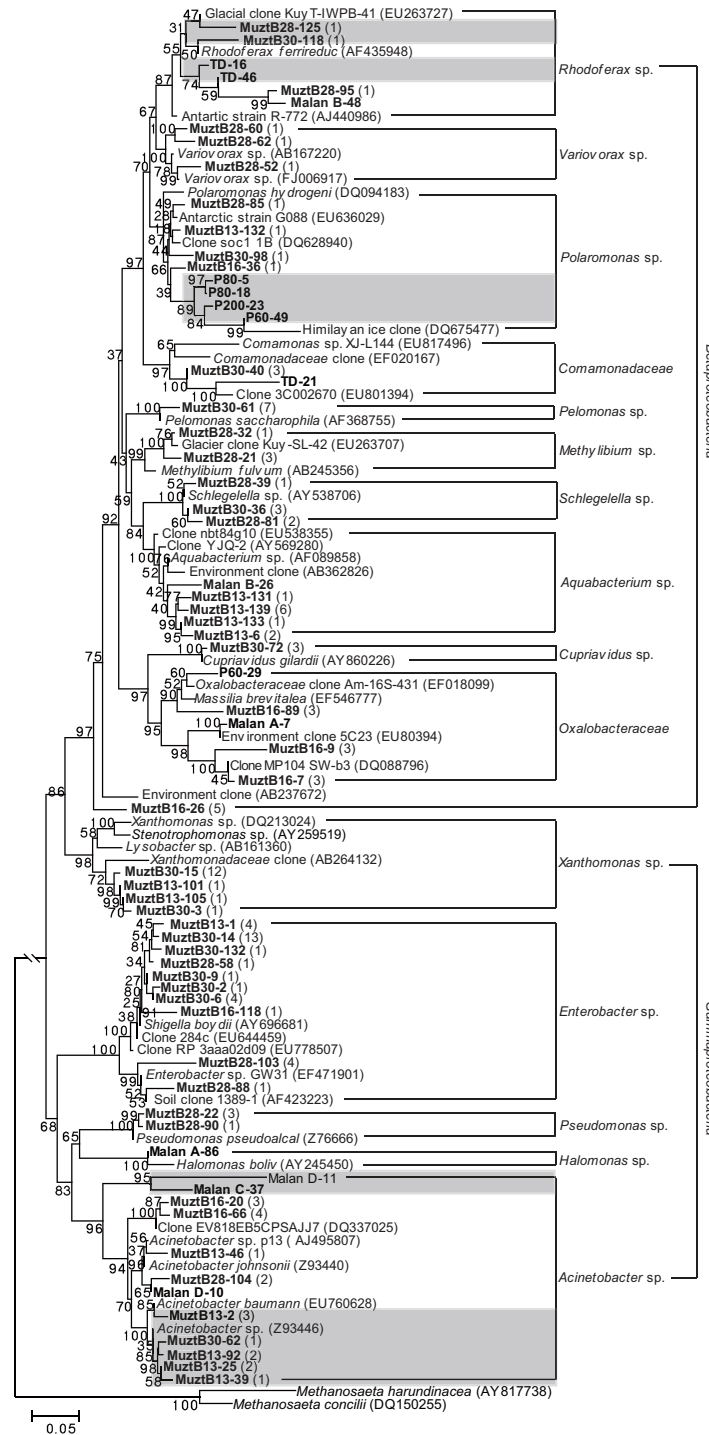 47 Glacial clone Kuy T-IWPB-41 (EU263727)
31 MuztB28-125 (1)
MuztB30-118 (1)
55 50 Rhodoferax ferrireduc (AF435948)
TD-16
Rhodoferax sp.
74 TD-46
87 59 MuztB28-95 (1)
99 Malan B-48
67 Antartic strain R-772 (AJ440986)
100 MuztB28-60 (1)
MuztB28-62 (1)
100 Variovorax sp. (AB167220)
Variovorax sp.
70 78 MuztB28-52 (1)
99 Variovorax sp. (FJ006917)
Polaromonas hydrogeni (DQ094183)
49 MuztB28-85 (1)
28 Antarctic strain G088 (EU636029)
MuztB13-132 (1)
87 Clone soc1 1B (DQ628940)
44 MuztB30-98 (1)
Polaromonas sp.
97 66 MuztB16-36 (1)
97 P80-5
39 P80-18
89 P200-23
84 P60-49
99 Himilayan ice clone (DQ675477)
65 Comamonas sp. XJ-L144 (EU817496)
37 Comamonadaceae clone (EF020167)
97 MuztB30-40 (3)
Comamonadaceae
100 TD-21
100 Clone 3C002670 (EU801394)
100 MuztB30-61 (7)
Pelomonas sp.
Pelomonas saccharophila (AF368755)
76 MuztB28-32 (1)
100 Glacier clone Kuy-SL-42 (EU263707)
Methylibium sp.
43 99 MuztB28-21 (3)
Methylibium fulvum (AB245356)
52 MuztB28-39 (1)
59 100 Schlegelella sp. (AY538706)
Schlegelella sp.
MuztB30-36 (3)
92 60 MuztB28-81 (2)
84 Clone nbt84g10 (EU538355)
Clone YJQ-2 (AY569280)
100 76 Aquabacterium sp. (AF089858)
52 Environment clone (AB362826)
Aquabacterium sp.
42 Malan B-26
77 MuztB13-131 (1)
40 MuztB13-139 (6)
99 MuztB13-133 (1)
95 MuztB13-6 (2)
100 MuztB30-72 (3)
Cupriavidus sp.
75 Cupriavidus gilardii (AY860226)
60 P60-29
52 Oxalobacteraceae clone Am-16S-431 (EF018099)
97 90 Massilia brevitalea (EF546777)
MuztB16-89 (3)
95 100 Malan A-7
Oxalobacteraceae
97 Environment clone 5C23 (EU80394)
98 MuztB16-9 (3)
100 Clone MP104 SW-b3 (DQ088796)
45 MuztB16-7 (3)
86 Environment clone (AB237672)
MuztB16-26 (5)
100 Xanthomonas sp. (DQ213024)
58 Stenotrophomonas sp. (AY259519)
Lysobacter sp. (AB161360)
98 Xanthomonadaceae clone (AB264132)
Xanthomonas sp.
72 MuztB30-15 (12)
98 MuztB13-101 (1)
99 MuztB13-105 (1)
70 MuztB30-3 (1)
45 MuztB13-1 (4)
54 MuztB30-14 (13)
81 MuztB30-132 (1)
34 MuztB28-58 (1)
27 MuztB30-9 (1)
80 MuztB30-2 (1)
25 MuztB30-6 (4)
38 91 MuztB16-118 (1)
Enterobacter sp.
Shigella boydii (AY696681)
100 Clone 284c (EU644459)
100 Clone RP 3aaa02d09 (EU778507)
MuztB28-103 (4)
99 Enterobacter sp. GW31 (EF471901)
52 MuztB28-88 (1)
53 Soil clone 1389-1 (AF423223)
99 MuztB28-22 (3)
68 100 MuztB28-90 (1)
Pseudomonas sp.
65 Pseudomonas pseudoalcal (Z76666)
Malan A-86
Halomonas sp.
100 Halomonas boliv (AY245450)
95 Malan D-11
83 Malan C-37
87 MuztB16-20 (3)
100 MuztB16-66 (4)
96 Clone EV818EB5CPSAJJ7 (DQ337025)
56 Acinetobacter sp. p13 ( AJ495807)
37 MuztB13-46 (1)
94 Acinetobacter johnsonii (Z93440)
MuztB28-104 (2)
Acinetobacter sp.
65 Malan D-10
70 85 Acinetobacter baumann (EU760628)
MuztB13-2 (3)
100 Acinetobacter sp. (Z93446)
MuztB30-62 (1)
85 MuztB13-92 (2)
98 MuztB13-25 (2)
58 MuztB13-39 (1)
Methanosaeta harundinacea (AY817738)
100 Methanosaeta concilii (DQ150255)
0.05